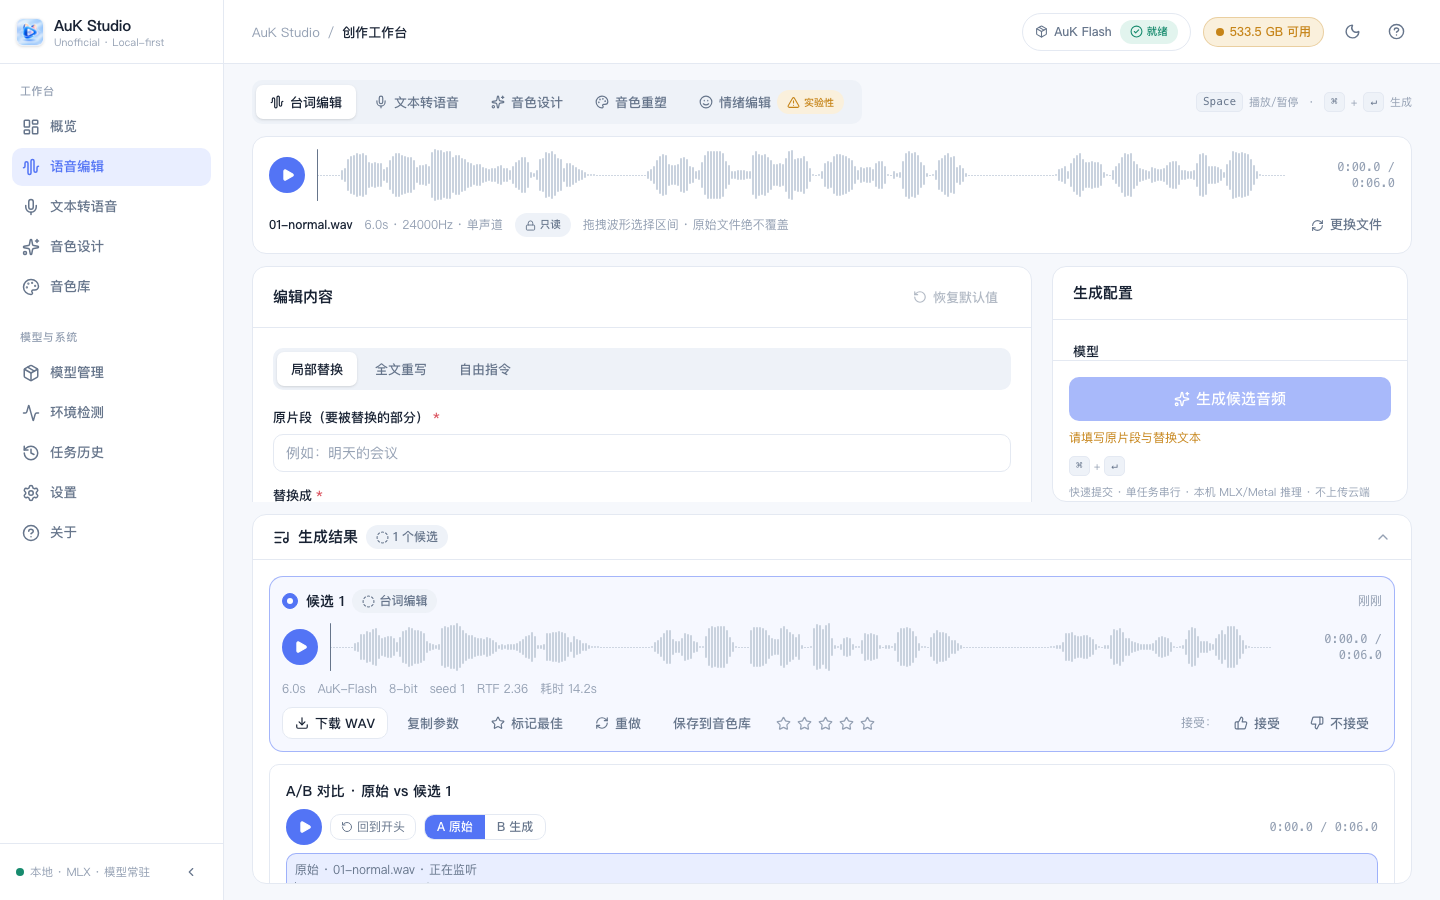 AuK Studio
Unofficial · Local-first
工作台
概览
语音编辑
文本转语音
音色设计
音色库
模型与系统
模型管理
环境检测
任务历史
设置
关于
本地 · MLX · 模型常驻
AuK Studio / 创作工作台
AuK Flash 就绪
533.5 GB 可用
台词编辑 文本转语音 音色设计 音色重塑 情绪编辑 实验性
Space 播放/暂停 · ⌘ + ↵ 生成
0:00.0 /
0:06.0
01-normal.wav 6.0s · 24000Hz · 单声道 只读 拖拽波形选择区间 · 原始文件绝不覆盖 更换文件
编辑内容 恢复默认值
局部替换 全文重写 自由指令
原片段（要被替换的部分） *
例如：明天的会议
替换成 *
生成配置
模型
生成候选音频
请填写原片段与替换文本
⌘ + ↵
快速提交 · 单任务串行 · 本机 MLX/Metal 推理 · 不上传云端
生成结果 1 个候选
候选 1 台词编辑 刚刚
0:00.0 /
0:06.0
6.0s AuK-Flash 8-bit seed 1 RTF 2.36 耗时 14.2s
下载 WAV 复制参数 标记最佳 重做 保存到音色库 接受： 接受 不接受
A/B 对比 · 原始 vs 候选 1
回到开头 A 原始 B 生成 0:00.0 / 0:06.0
原始 · 01-normal.wav · 正在监听